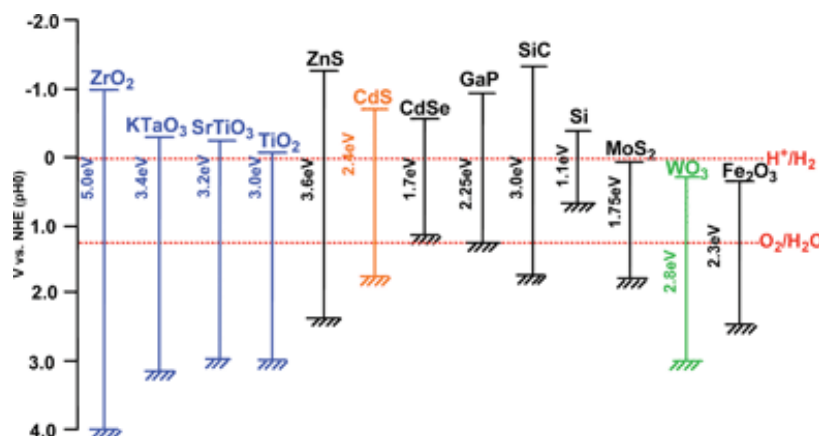 -2.0
-1.0
0
1.0
2.0
3.0
4.0
V vs. NHE (pH0)
ZrO₂
5.0eV
KTaO₃
3.4eV
SrTiO₃
3.2eV
TiO₂
3.0eV
ZnS
3.6eV
CdS
2.4eV
CdSe
1.7eV
GaP
2.25eV
SiC
3.0eV
Si
1.1eV
MoS₂
1.75eV
WO₃
2.8eV
Fe₂O₃
2.3eV
H⁺/H₂
O₂/H₂O